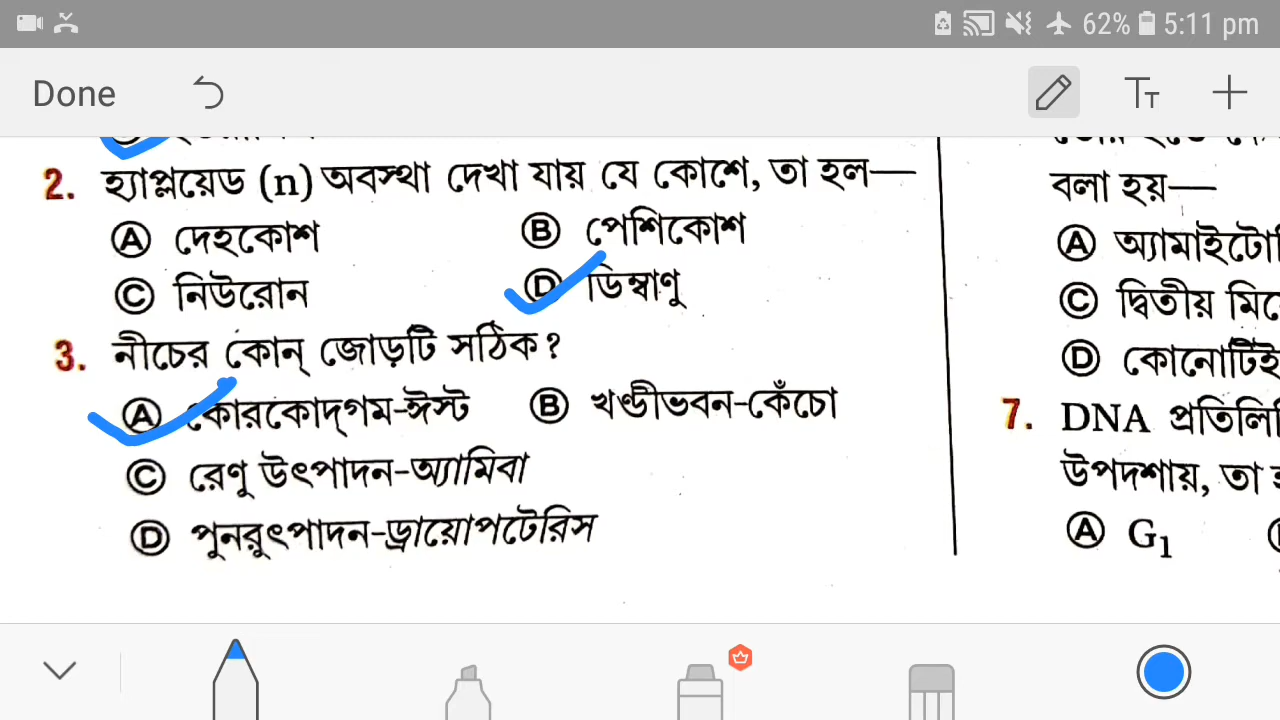 62% 5:11 pm
Done
2. হ্যাপ্লয়েড (n) অবস্থা দেখা যায় যে কোশে, তা হল—
Ⓐ দেহকোশ Ⓑ পেশিকোশ
Ⓒ নিউরোন Ⓓ ডিম্বাণু
3. নীচের কোন্ জোড়টি সঠিক?
Ⓐ কোরকোদ্‌গম-ঈস্ট Ⓑ খণ্ডীভবন-কেঁচো
Ⓒ রেণু উৎপাদন-অ্যামিবা
Ⓓ পুনরুৎপাদন-ড্রায়োপটেরিস
বলা হয়—
Ⓐ অ্যামাইটো
Ⓒ দ্বিতীয়
Ⓓ
7. DNA
উপদশায়, তা
Ⓐ G₁